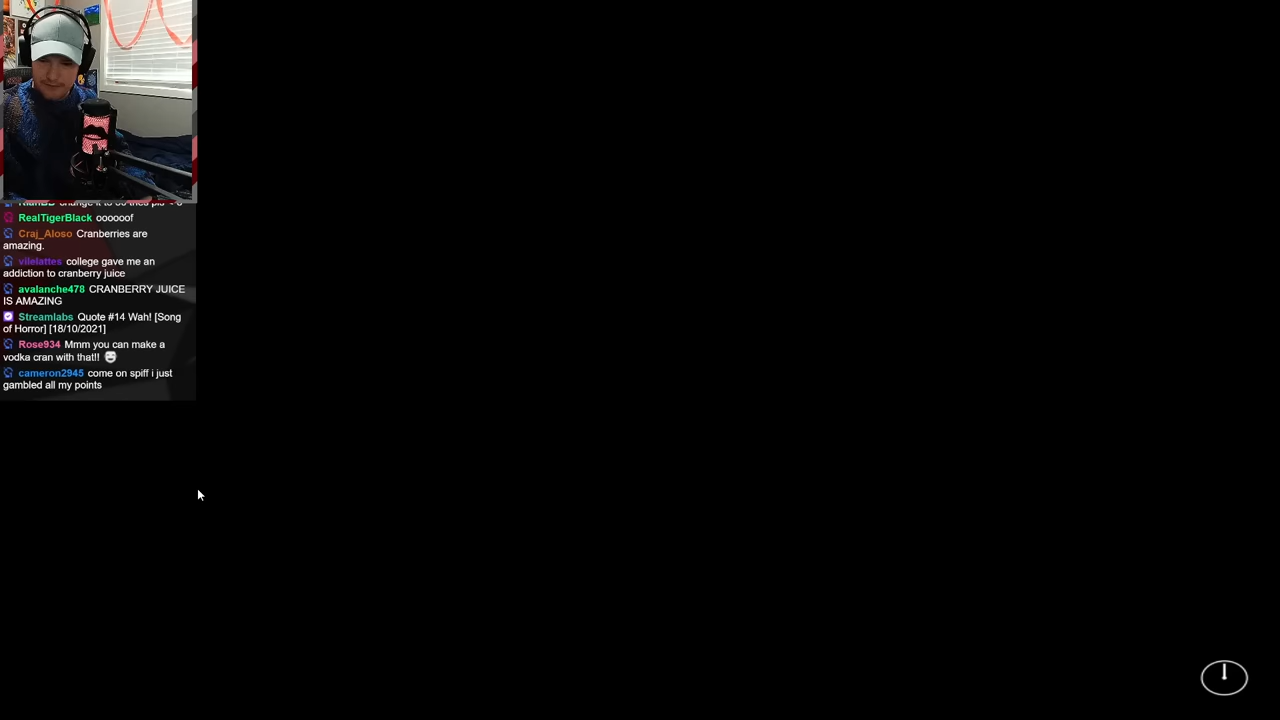 RealTigerBlack oooooof
Craj_Aloso Cranberries are
amazing.
vilelattes college gave me an
addiction to cranberry juice
avalanche478 CRANBERRY JUICE
IS AMAZING
Streamlabs Quote #14 Wah! [Song
of Horror] [18/10/2021]
Rose934 Mmm you can make a
vodka cran with that!!
cameron2945 come on spiff i just
gambled all my points